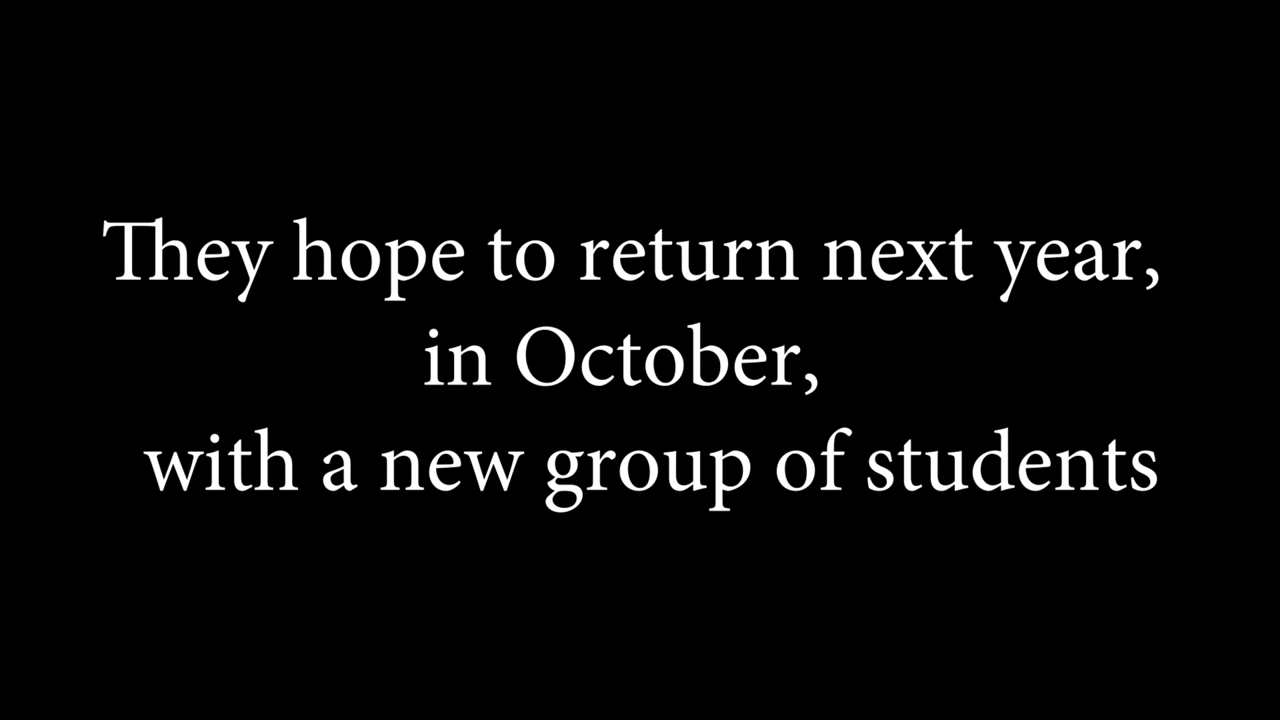 They hope to return next year,
in October,
with a new group of students